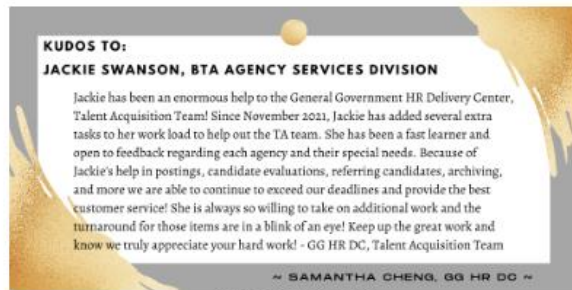 KUDOS TO:
JACKIE SWANSON, BTA AGENCY SERVICES DIVISION
Jackie has been an enormous help to the General Government HR Delivery Center,
Talent Acquisition Team! Since November 2021, Jackie has added several extra
tasks to her work load to help out the TA team. She has been a fast learner and
open to feedback regarding each agency and their special needs. Because of
Jackie's help in postings, candidate evaluations, referring candidates, archiving,
and more we are able to continue to exceed our deadlines and provide the best
customer service! She is always so willing to take on additional work and the
turnaround for those items are in a blink of an eye! Keep up the great work and
know we truly appreciate your hard work! - GG HR DC, Talent Acquisition Team
~ SAMANTHA CHENG, GG HR DC ~